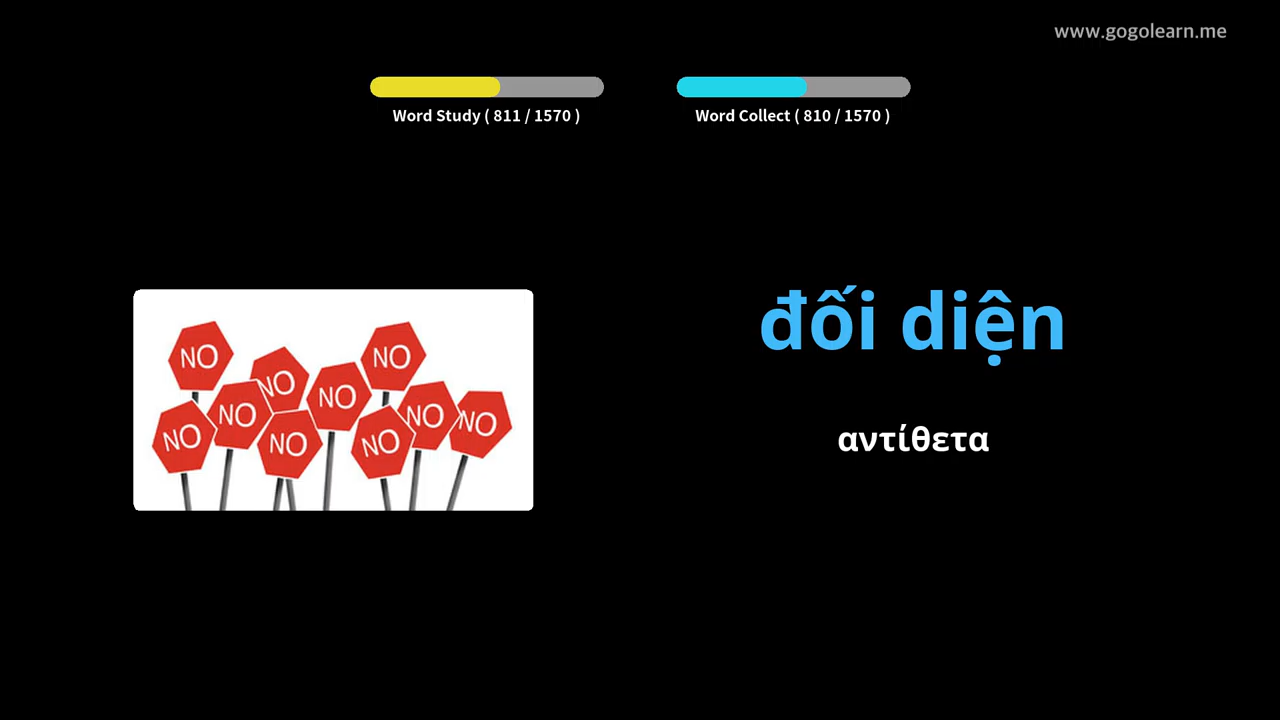 www.gogolearn.me
Word Study ( 811 / 1570 )
Word Collect ( 810 / 1570 )
NO
NO
NO
NO
NO
NO
NO
NO
NO
NO
đối diện
αντίθετα